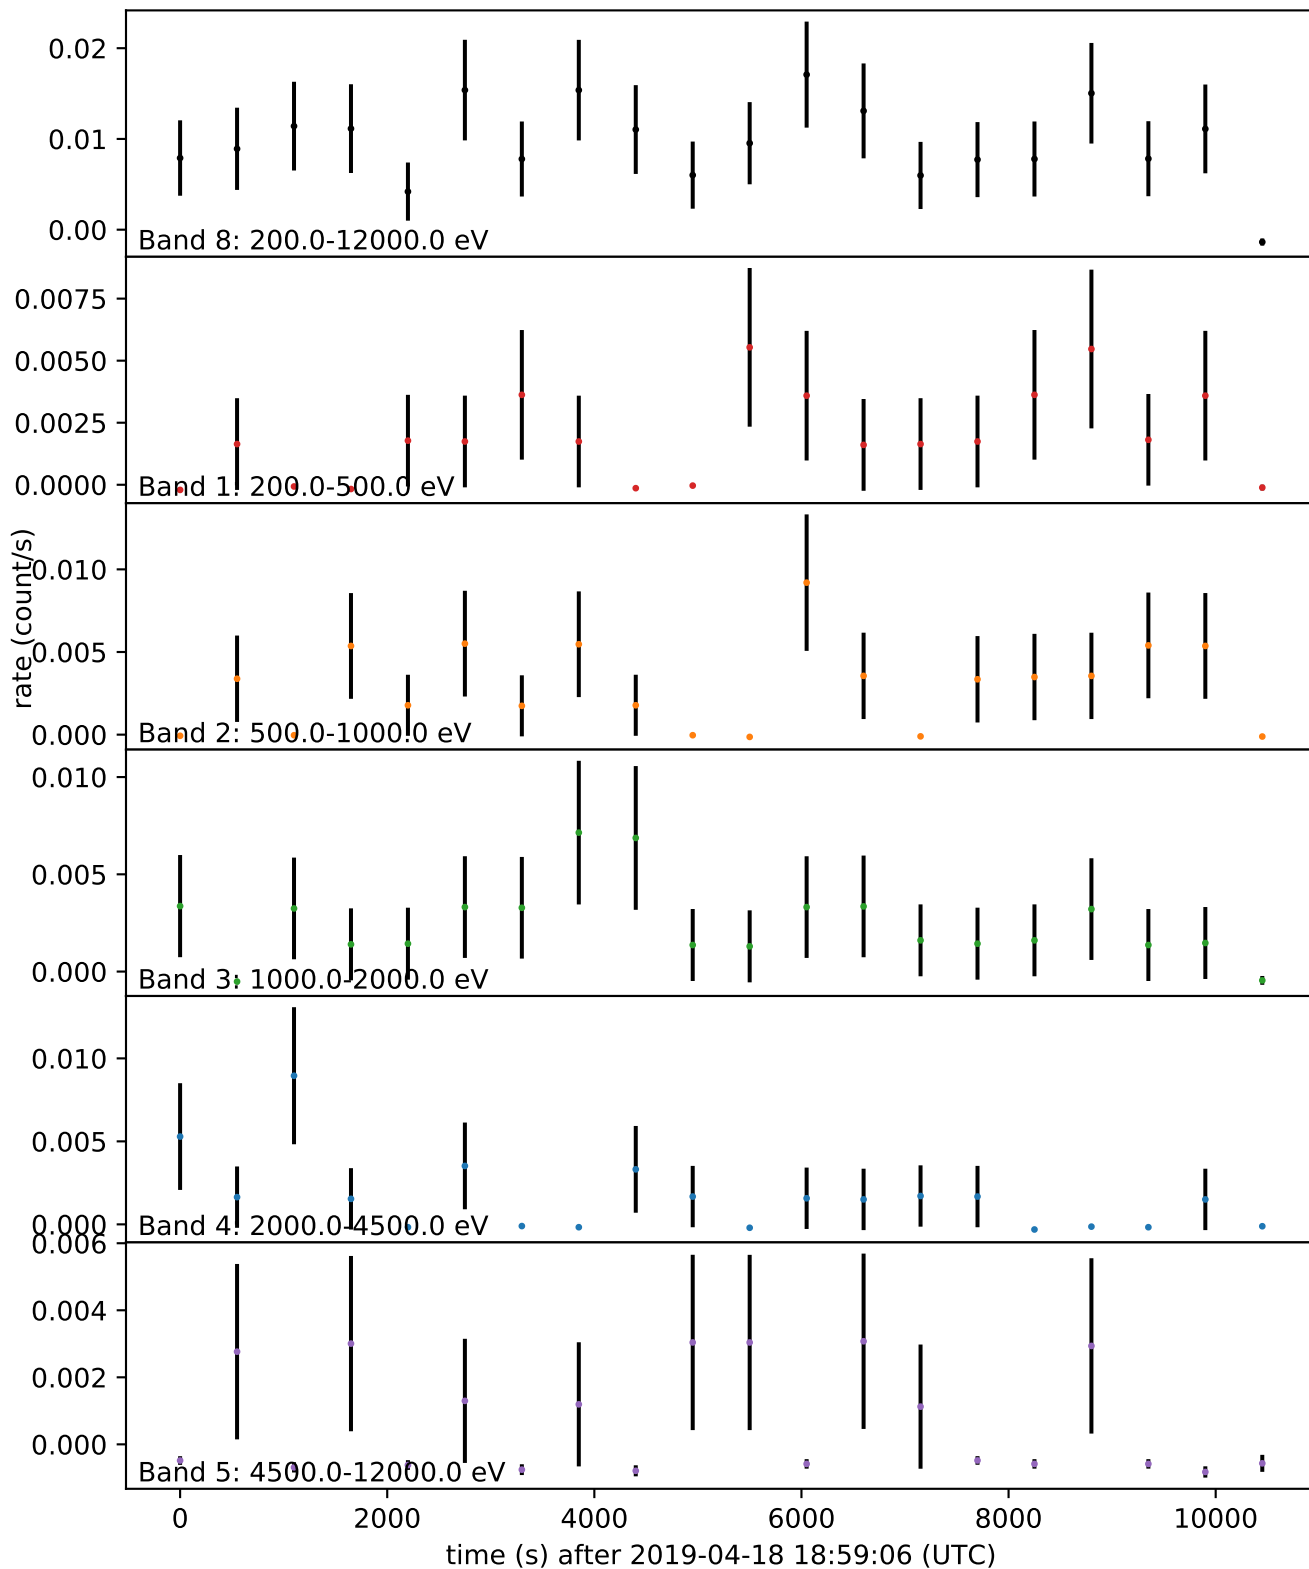 0.02
0.01
0.00
Band 8: 200.0-12000.0 eV
0.0075
0.0050
0.0025
0.0000
Band 1: 200.0-500.0 eV
rate (count/s)
0.010
0.005
0.000
Band 2: 500.0-1000.0 eV
0.010
0.005
0.000
Band 3: 1000.0-2000.0 eV
0.010
0.005
0.000
Band 4: 2000.0-4500.0 eV
0.006
0.004
0.002
0.000
Band 5: 4500.0-12000.0 eV
0 2000 4000 6000 8000 10000
time (s) after 2019-04-18 18:59:06 (UTC)